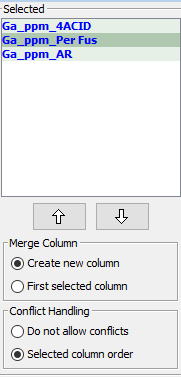 Selected
Ga_ppm_4ACID
Ga_ppm_Per Fus
Ga_ppm_AR
Merge Column
Create new column
First selected column
Conflict Handling
Do not allow conflicts
Selected column order